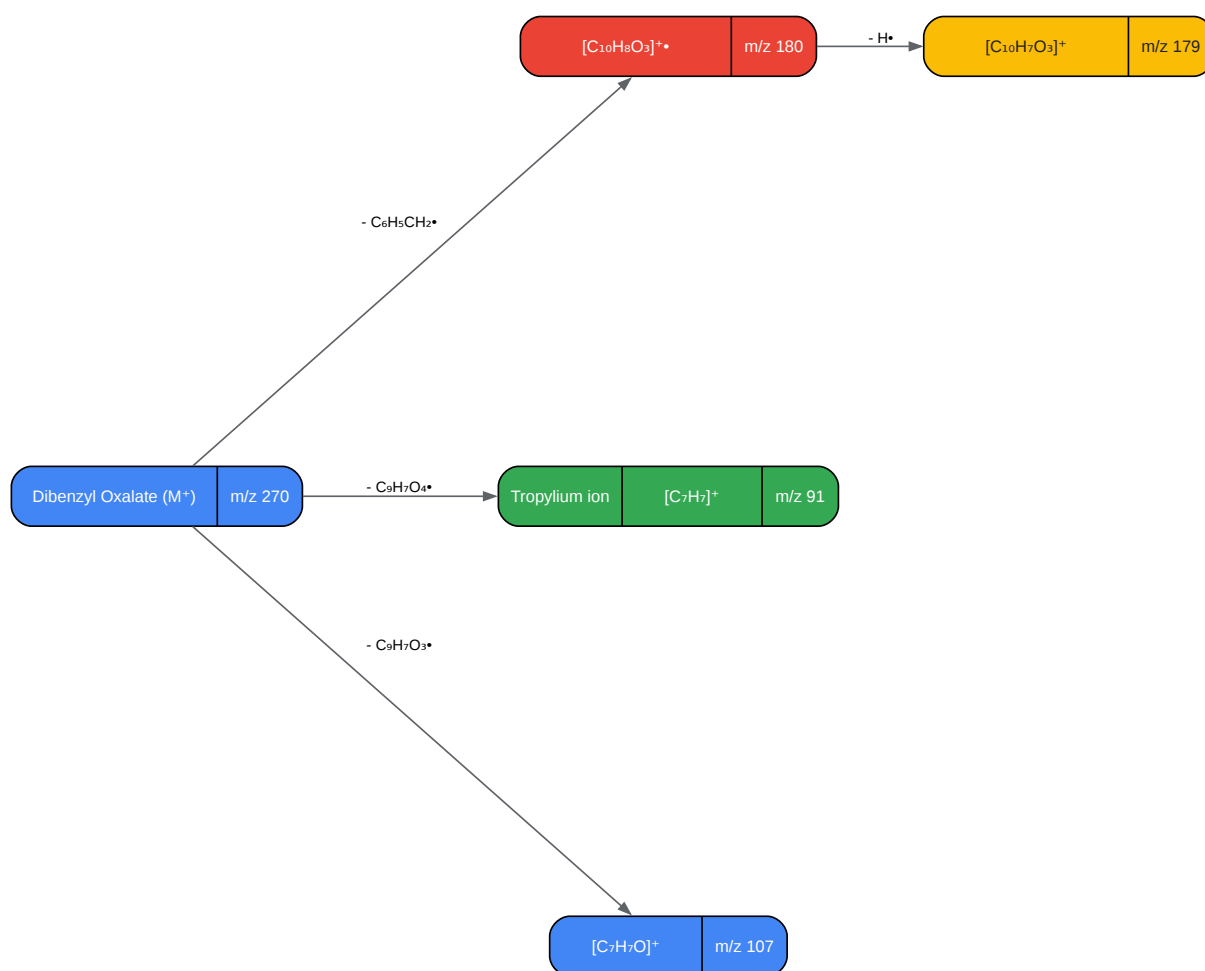 [C₁₀H₈O₃]⁺• m/z 180
- H•
[C₁₀H₇O₃]⁺ m/z 179
- C₆H₅CH₂•
Dibenzyl Oxalate (M⁺) m/z 270
- C₉H₇O₄•
Tropylium ion [C₇H₇]⁺ m/z 91
- C₉H₇O₃•
[C₇H₇O]⁺ m/z 107